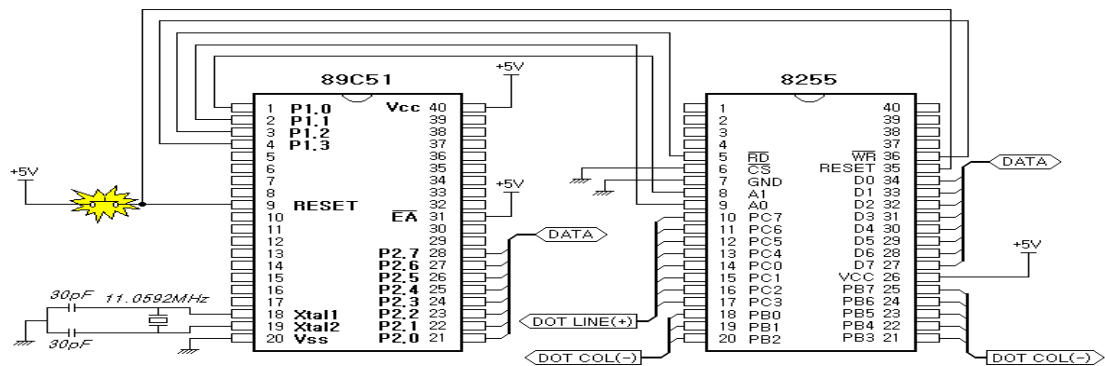 89C51
+5V
1 P1.0
2 P1.1
3 P1.2
4 P1.3
5
6
7
8
9 RESET
10
11
12
13
14
15
16
17
18 Xtal1
19 Xtal2
20 Vss
Vcc 40
39
38
37
36
35
34
33
32
EA 31
30
29
P2.7 28
P2.6 27
P2.5 26
P2.4 25
P2.3 24
P2.2 23
P2.1 22
P2.0 21
+5V
+5V
30pF 11.0592MHz
30pF
DATA
8255
1
2
3
4
5 RD
6 CS
7 GND
8 A1
9 A0
10 PC7
11 PC6
12 PC5
13 PC4
14 PC0
15 PC1
16 PC2
17 PC3
18 PB0
19 PB1
20 PB2
40
39
38
37
WR 36
RESET 35
D0 34
D1 33
D2 32
D3 31
D4 30
D5 29
D6 28
D7 27
VCC 26
PB7 25
PB6 24
PB5 23
PB4 22
PB3 21
DATA
+5V
DOT LINE(+)
DOT COL(-)
DOT COL(-)